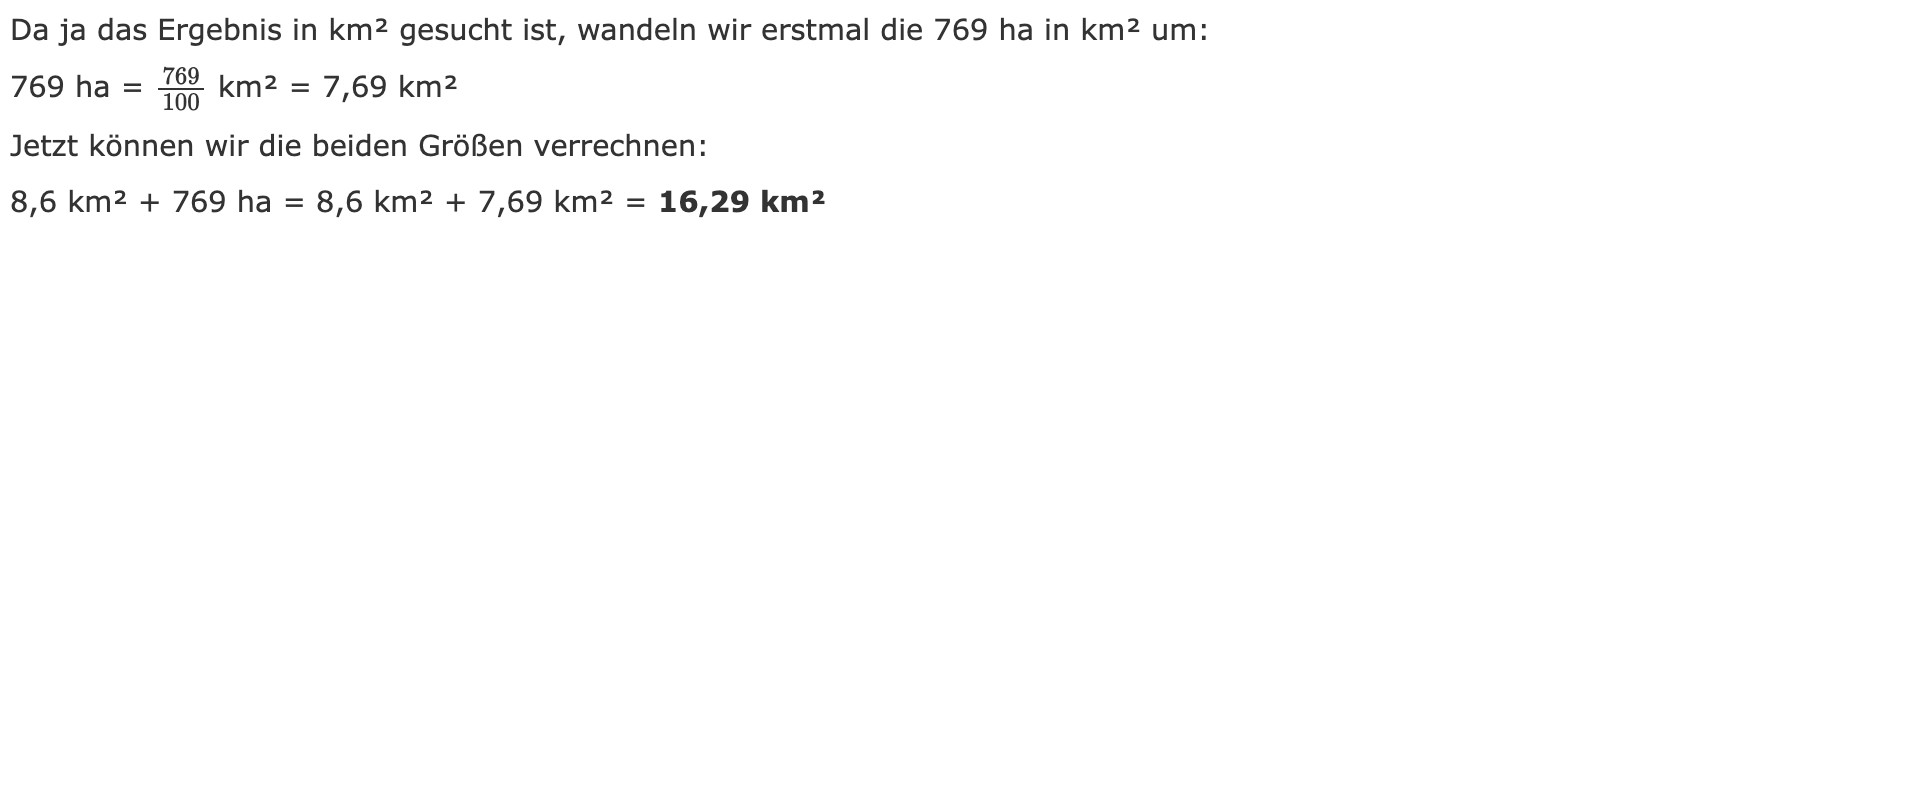 Da ja das Ergebnis in km² gesucht ist, wandeln wir erstmal die 769 ha in km² um:
769 ha = 769/100 km² = 7,69 km²
Jetzt können wir die beiden Größen verrechnen:
8,6 km² + 769 ha = 8,6 km² + 7,69 km² = 16,29 km²